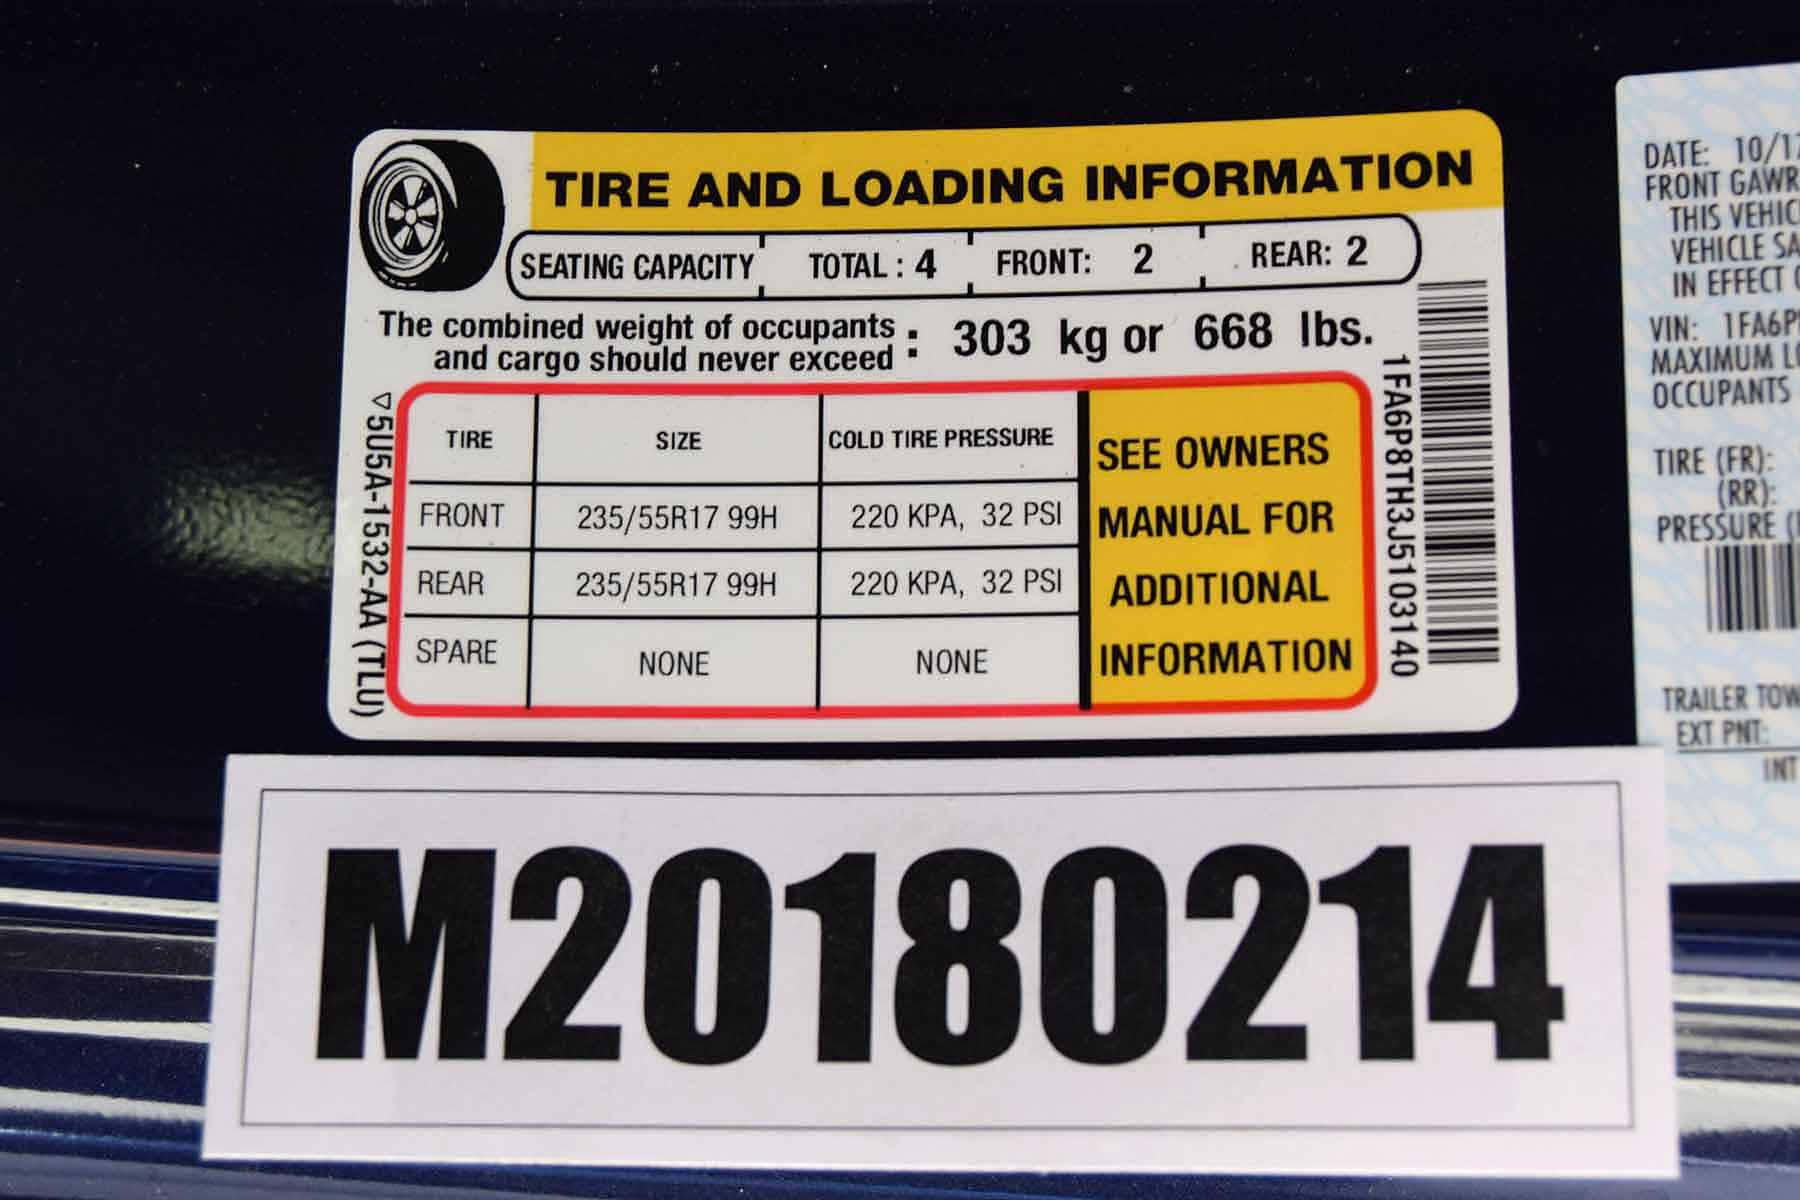 TIRE AND LOADING INFORMATION
SEATING CAPACITY TOTAL : 4 FRONT: 2 REAR: 2
The combined weight of occupants
and cargo should never exceed : 303 kg or 668 lbs.
TIRE SIZE COLD TIRE PRESSURE
FRONT 235/55R17 99H 220 KPA, 32 PSI
REAR 235/55R17 99H 220 KPA, 32 PSI
SPARE NONE NONE
SEE OWNERS
MANUAL FOR
ADDITIONAL
INFORMATION
5U5A-1532-AA (TLU)
1FA6P8TH3J5103140
DATE: 10/17
FRONT GAWR
THIS VEHIC
VEHICLE SA
IN EFFECT
VIN: 1FA6P
MAXIMUM LO
OCCUPANTS
TIRE (FR):
(RR):
PRESSURE (
TRAILER TOW
EXT PNT:
INT
M20180214